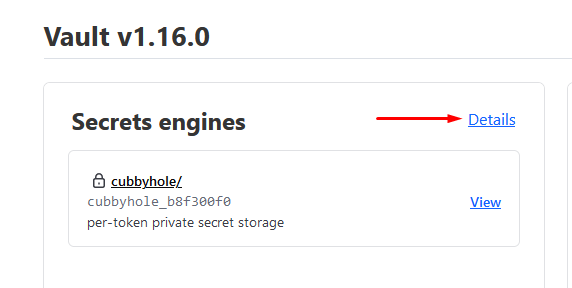 Vault v1.16.0
Secrets engines
Details
cubbyhole/
cubbyhole_b8f300f0
View
per-token private secret storage